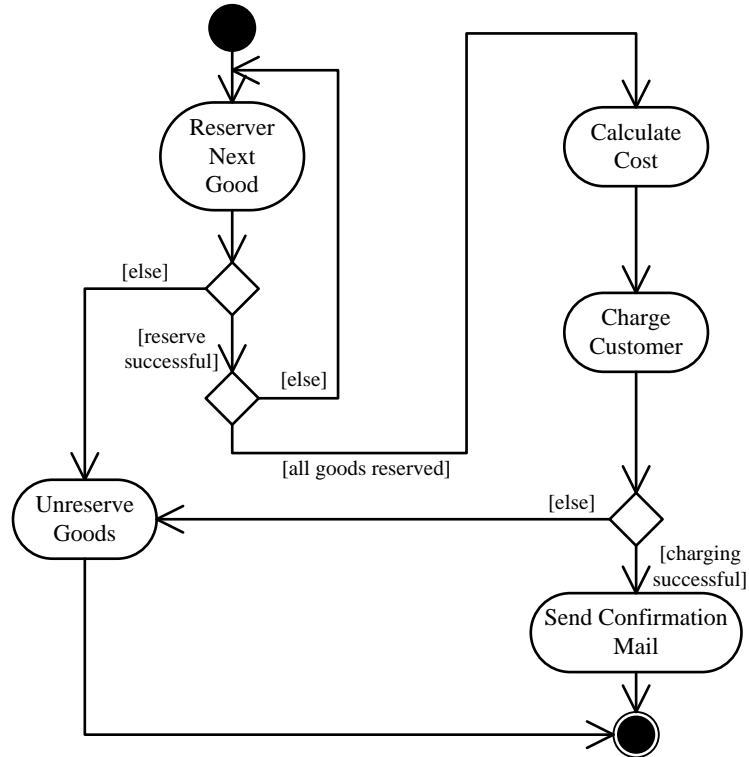 Reserver
Next
Good
Calculate
Cost
[else]
[reserve
successful]
[else]
Charge
Customer
[all goods reserved]
Unreserve
Goods
[else]
[charging
successful]
Send Confirmation
Mail